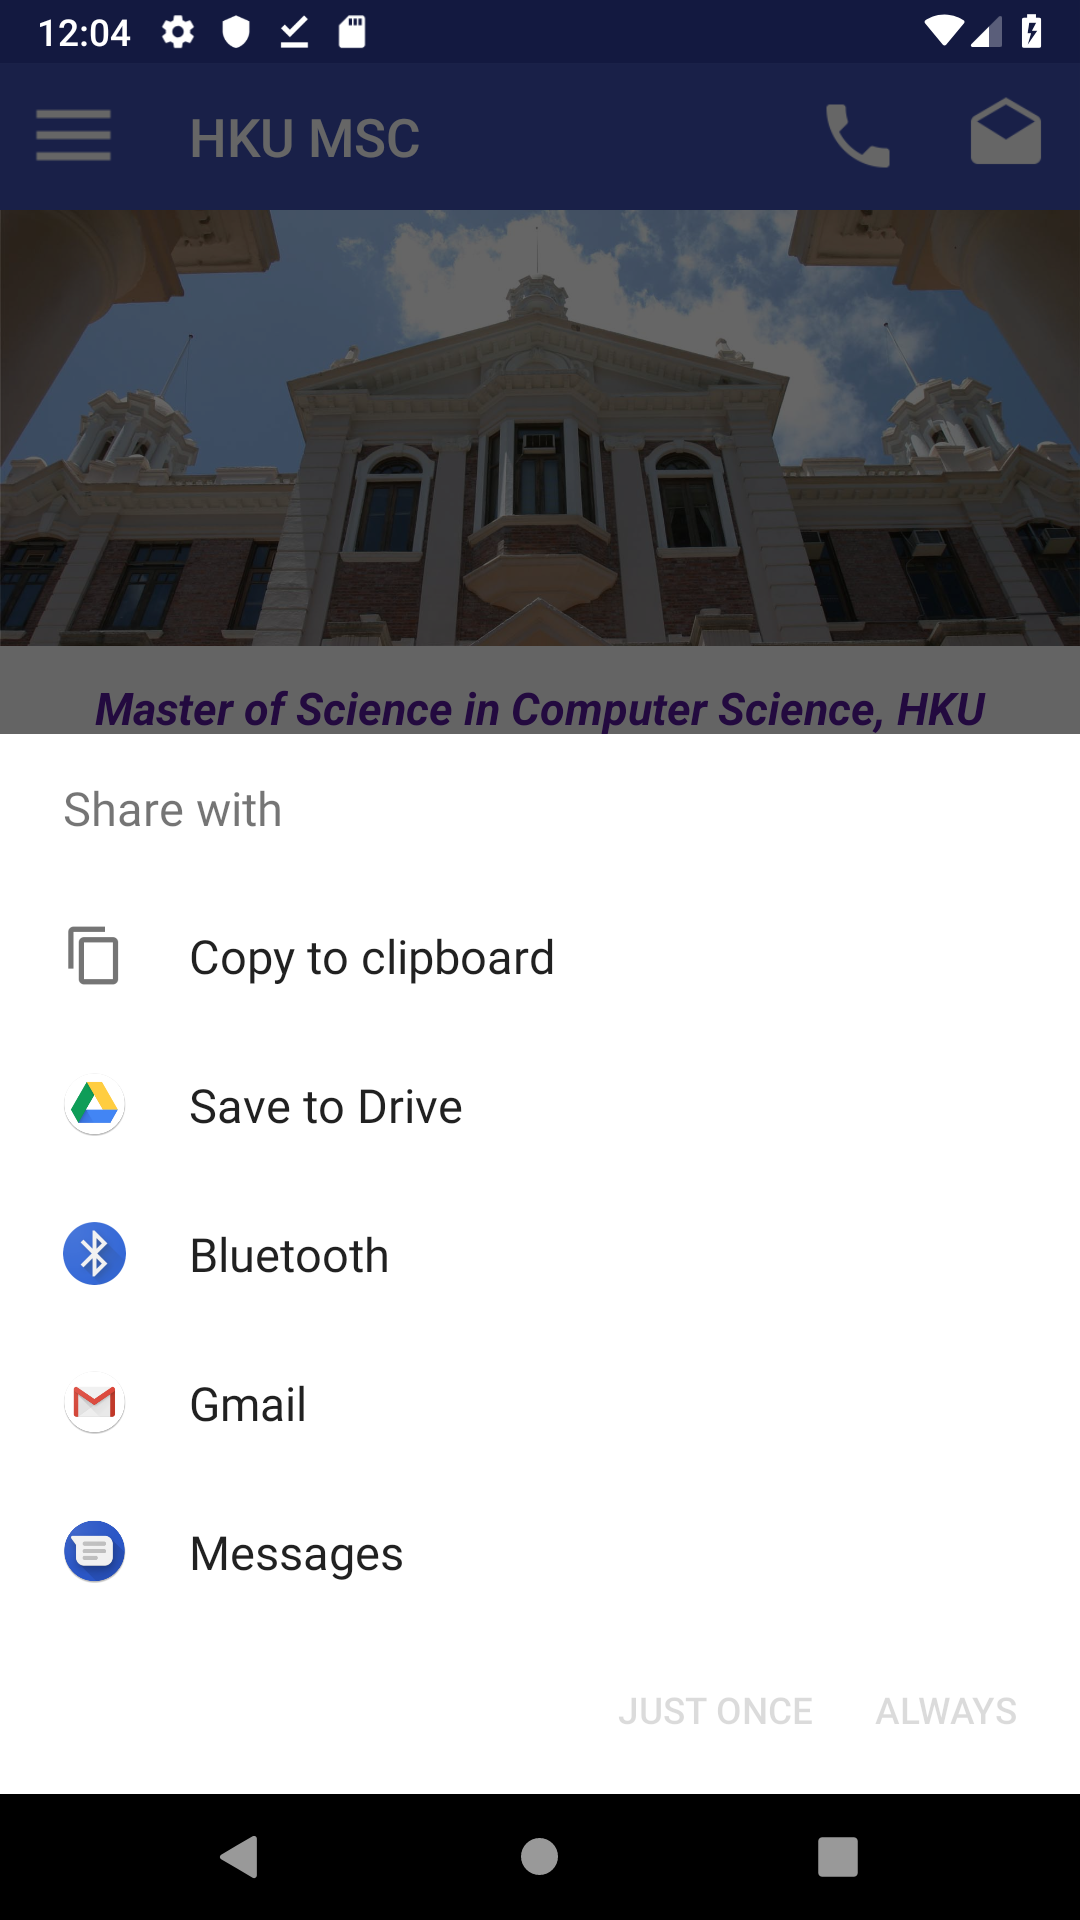 12:04
HKU MSC
Master of Science in Computer Science, HKU
Share with
Copy to clipboard
Save to Drive
Bluetooth
Gmail
Messages
JUST ONCE ALWAYS